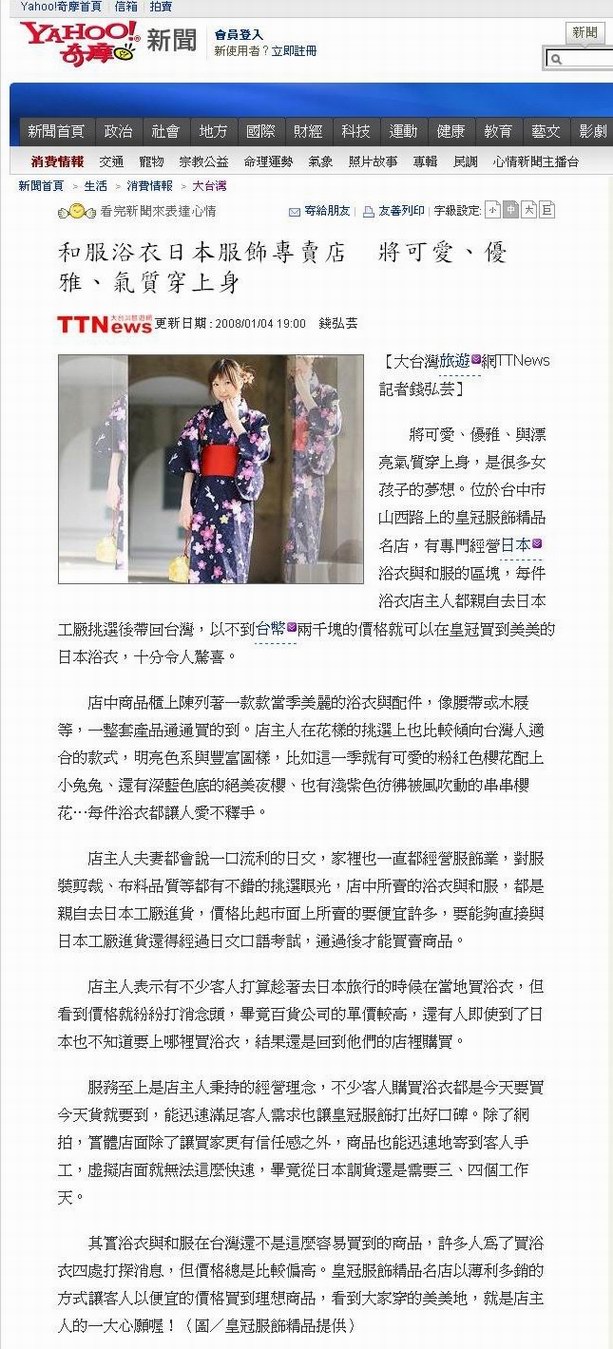 Yahoo!奇摩首頁 | 信箱 | 拍賣
YAHOO!® 奇摩 新聞
會員登入
新使用者？立即註冊
新聞
新聞首頁 政治 社會 地方 國際 財經 科技 運動 健康 教育 藝文 影劇
消費情報 交通 寵物 宗教公益 命理運勢 氣象 照片故事 專輯 民調 心情新聞主播台
新聞首頁 > 生活 > 消費情報 > 大台灣
看完新聞來表達心情
寄給朋友 | 友善列印 | 字級設定: 小 中 大 巨
和服浴衣日本服飾專賣店　將可愛、優
雅、氣質穿上身
TTNews 大台灣旅遊網 更新日期:2008/01/04 19:00 錢弘芸
［大台灣旅遊網TTNews
記者錢弘芸］
將可愛、優雅、與漂
亮氣質穿上身，是很多女
孩子的夢想。位於台中市
山西路上的皇冠服飾精品
名店，有專門經營日本
浴衣與和服的區塊，每件
浴衣店主人都親自去日本
工廠挑選後帶回台灣，以不到台幣兩千塊的價格就可以在皇冠買到美美的
日本浴衣，十分令人驚喜。
店中商品櫃上陳列著一款款當季美麗的浴衣與配件，像腰帶或木屐
等，一整套產品通通買的到。店主人在花樣的挑選上也比較傾向台灣人適
合的款式，明亮色系與豐富圖樣，比如這一季就有可愛的粉紅色櫻花配上
小兔兔、還有深藍色底的絕美夜櫻、也有淺紫色彷彿被風吹動的串串櫻
花…每件浴衣都讓人愛不釋手。
店主人夫妻都會說一口流利的日文，家裡也一直都經營服飾業，對服
裝剪裁、布料品質等都有不錯的挑選眼光，店中所賣的浴衣與和服，都是
親自去日本工廠進貨，價格比起市面上所賣的要便宜許多，要能夠直接與
日本工廠進貨還得經過日文口語考試，通過後才能買賣商品。
店主人表示有不少客人打算趁著去日本旅行的時候在當地買浴衣，但
看到價格就紛紛打消念頭，畢竟百貨公司的單價較高，還有人即使到了日
本也不知道要上哪裡買浴衣，結果還是回到他們的店裡購買。
服務至上是店主人秉持的經營理念，不少客人購買浴衣都是今天要買
今天貨就要到，能迅速滿足客人需求也讓皇冠服飾打出好口碑。除了網
拍，實體店面除了讓買家更有信任感之外，商品也能迅速地寄到客人手
工，虛擬店面就無法這麼快速，畢竟從日本調貨還是需要三、四個工作
天。
其實浴衣與和服在台灣還不是這麼容易買到的商品，許多人為了買浴
衣四處打探消息，但價格總是比較偏高。皇冠服飾精品名店以薄利多銷的
方式讓客人以便宜的價格買到理想商品，看到大家穿的美美地，就是店主
人的一大心願喔！（圖／皇冠服飾精品提供）